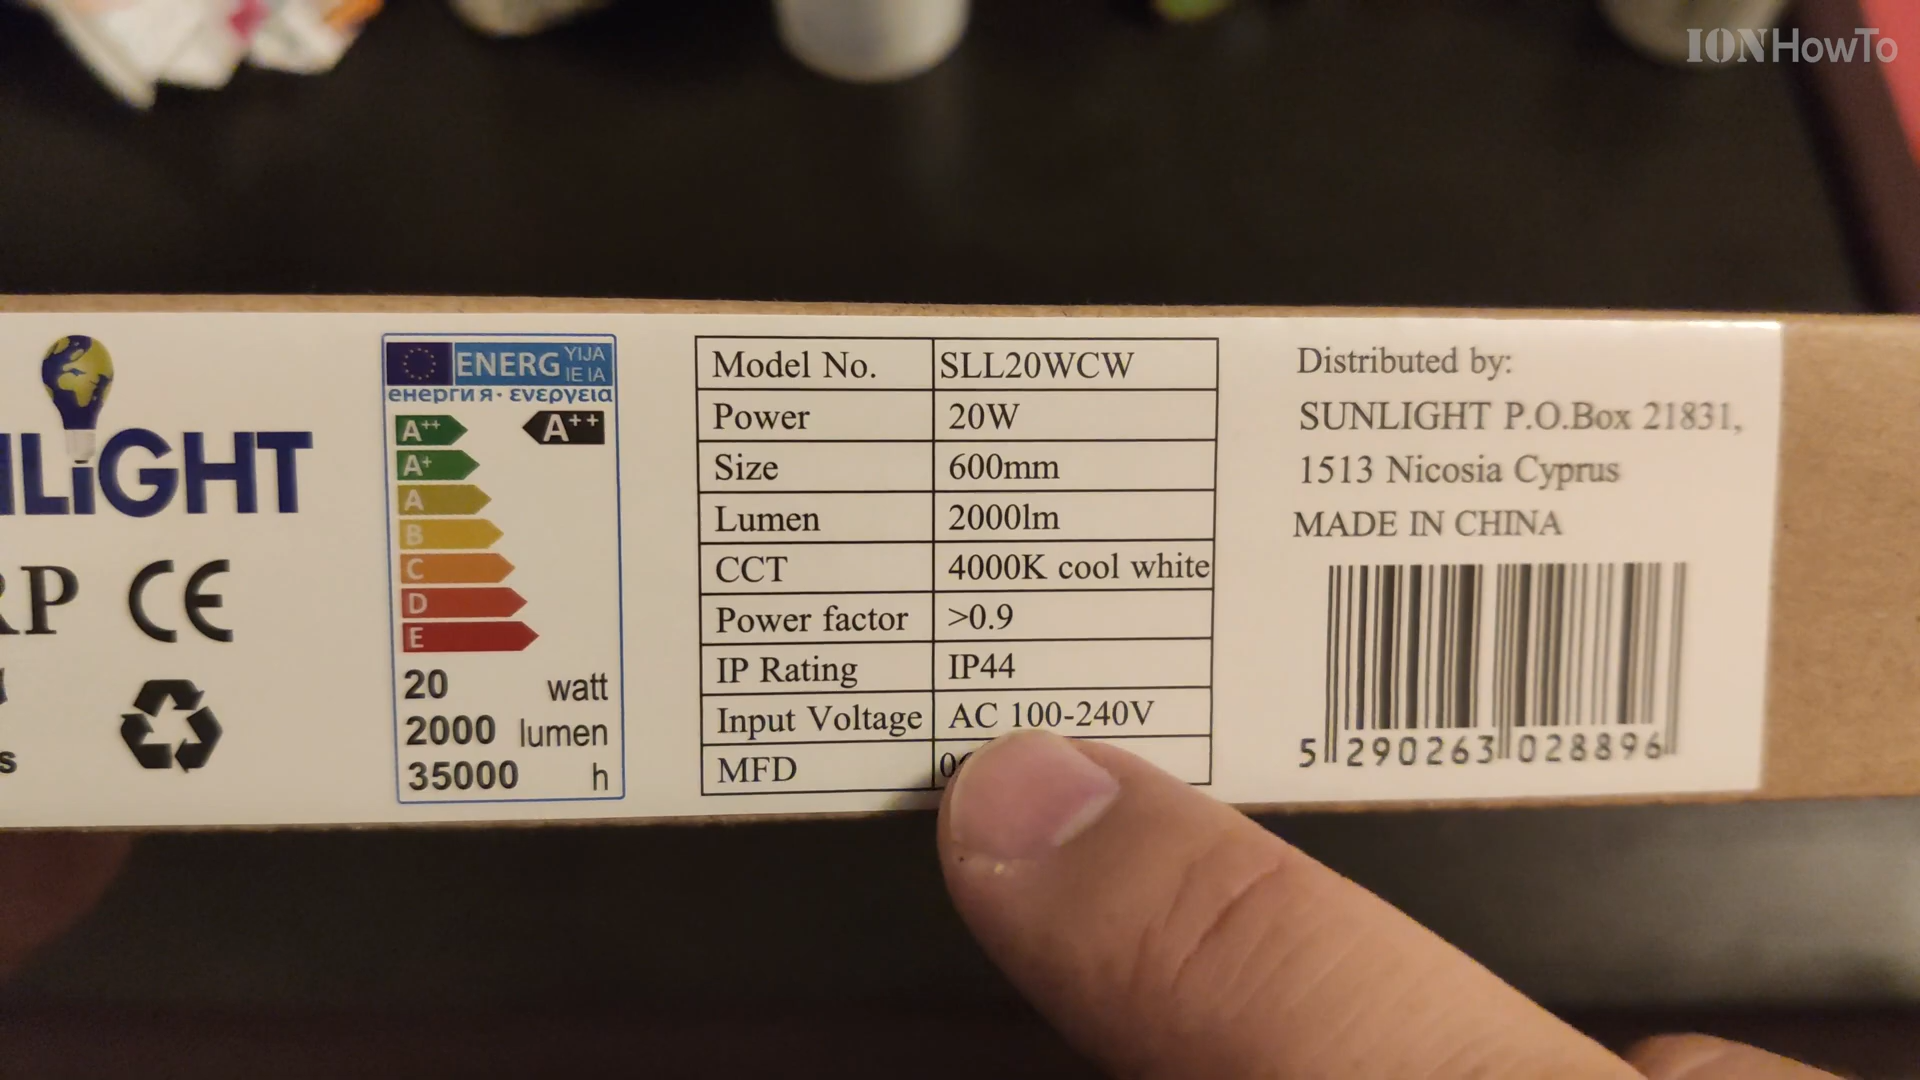 IONHowTo
NLiGHT
RP CE
ENERG YIJA
IE IA
енергия · ενεργεια
A++ A++
A+
A
B
C
D
E
20 watt
2000 lumen
35000 h
Model No. SLL20WCW
Power 20W
Size 600mm
Lumen 2000lm
CCT 4000K cool white
Power factor >0.9
IP Rating IP44
Input Voltage AC 100-240V
MFD
Distributed by:
SUNLIGHT P.O.Box 21831,
1513 Nicosia Cyprus
MADE IN CHINA
5 290263 028896